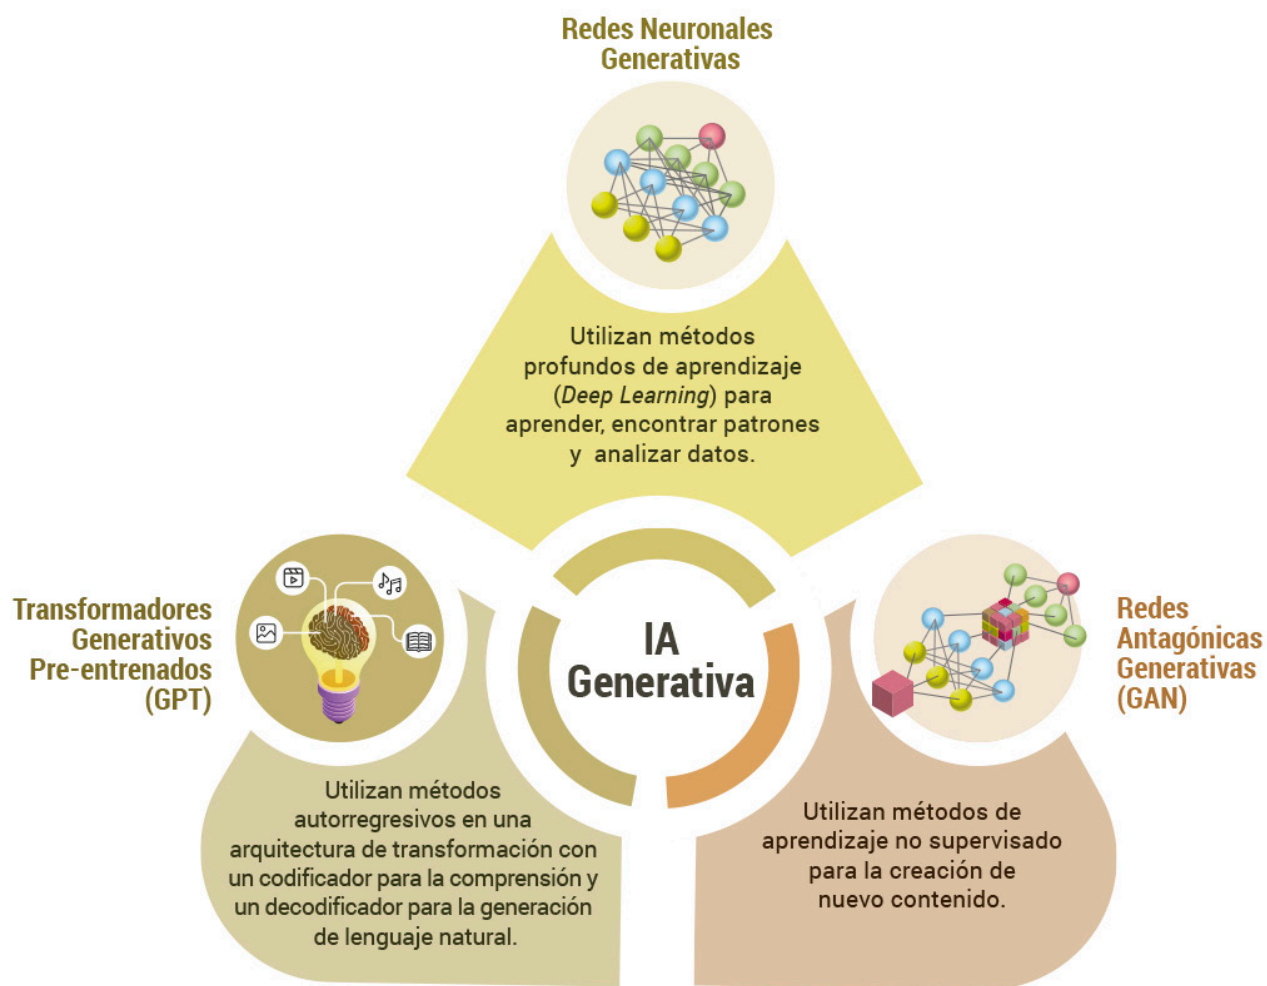 Redes Neuronales
Generativas
Utilizan métodos
profundos de aprendizaje
(Deep Learning) para
aprender, encontrar patrones
y analizar datos.
IA
Generativa
Transformadores
Generativos
Pre-entrenados
(GPT)
Utilizan métodos
autorregresivos en una
arquitectura de transformación con
un codificador para la comprensión y
un decodificador para la generación
de lenguaje natural.
Redes
Antagónicas
Generativas
(GAN)
Utilizan métodos de
aprendizaje no supervisado
para la creación de
nuevo contenido.